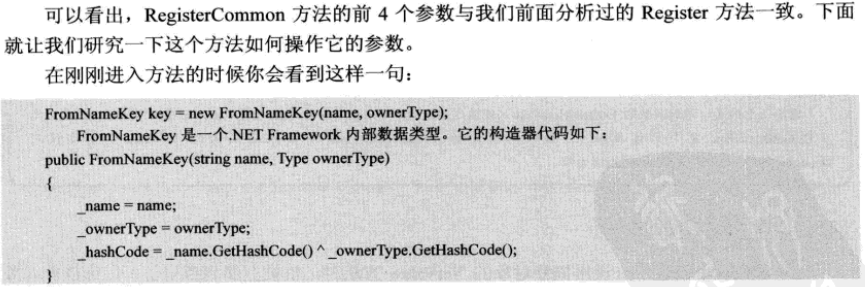 可以看出，RegisterCommon 方法的前 4 个参数与我们前面分析过的 Register 方法一致。下面
就让我们研究一下这个方法如何操作它的参数。
在刚刚进入方法的时候你会看到这样一句：
FromNameKey key = new FromNameKey(name, ownerType);
FromNameKey 是一个.NET Framework 内部数据类型。它的构造器代码如下：
public FromNameKey(string name, Type ownerType)
{
_name = name;
_ownerType = ownerType;
_hashCode = _name.GetHashCode() ^ _ownerType.GetHashCode();
}